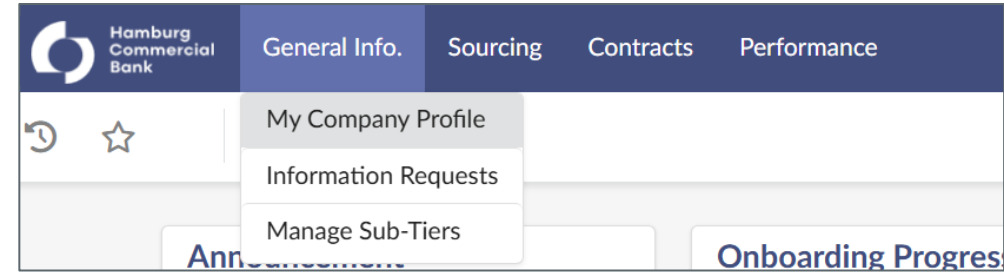 Hamburg
Commercial
Bank
General Info. Sourcing Contracts Performance
My Company Profile
Information Requests
Manage Sub-Tiers
Onboarding Progress